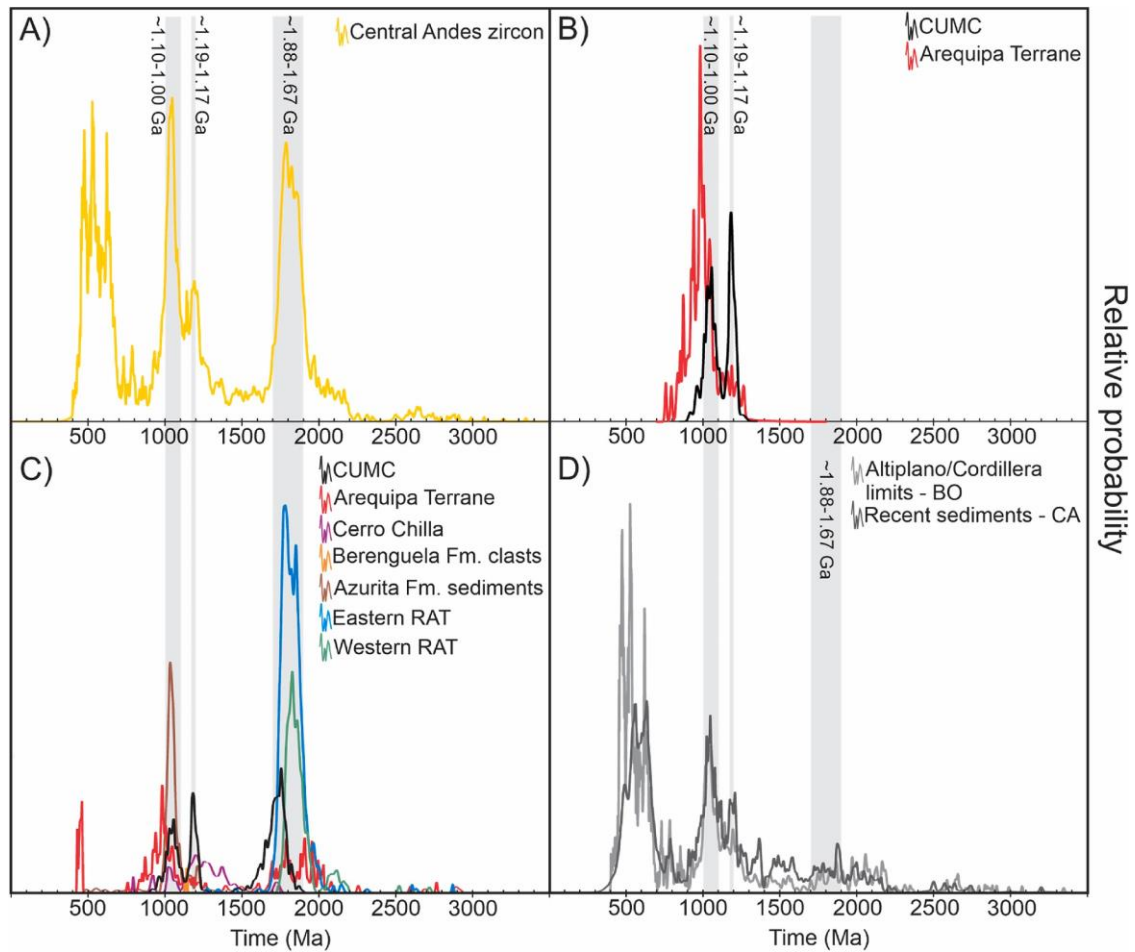 A)
Central Andes zircon
~1.10-1.00 Ga
~1.19-1.17 Ga
~1.88-1.67 Ga
500 1000 1500 2000 2500 3000
B)
CUMC
Arequipa Terrane
~1.10-1.00 Ga
~1.19-1.17 Ga
500 1000 1500 2000 2500 3000
C)
CUMC
Arequipa Terrane
Cerro Chilla
Berenguela Fm. clasts
Azurita Fm. sediments
Eastern RAT
Western RAT
500 1000 1500 2000 2500 3000
Time (Ma)
D)
Altiplano/Cordillera
limits - BO
Recent sediments - CA
~1.88-1.67 Ga
500 1000 1500 2000 2500 3000
Time (Ma)
Relative probability